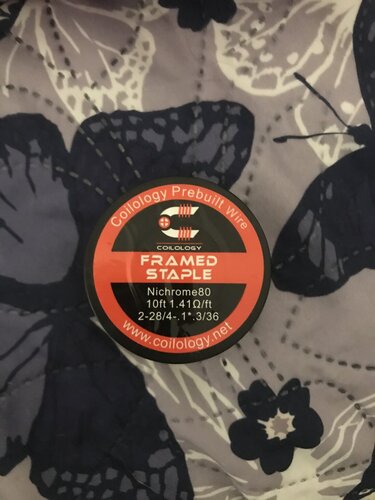 Coilology Prebuilt Wire
COILOLOGY
FRAMED
STAPLE
Nichrome80
10ft 1.41Ω/ft
2-28/4-.1*.3/36
www.coilology.net